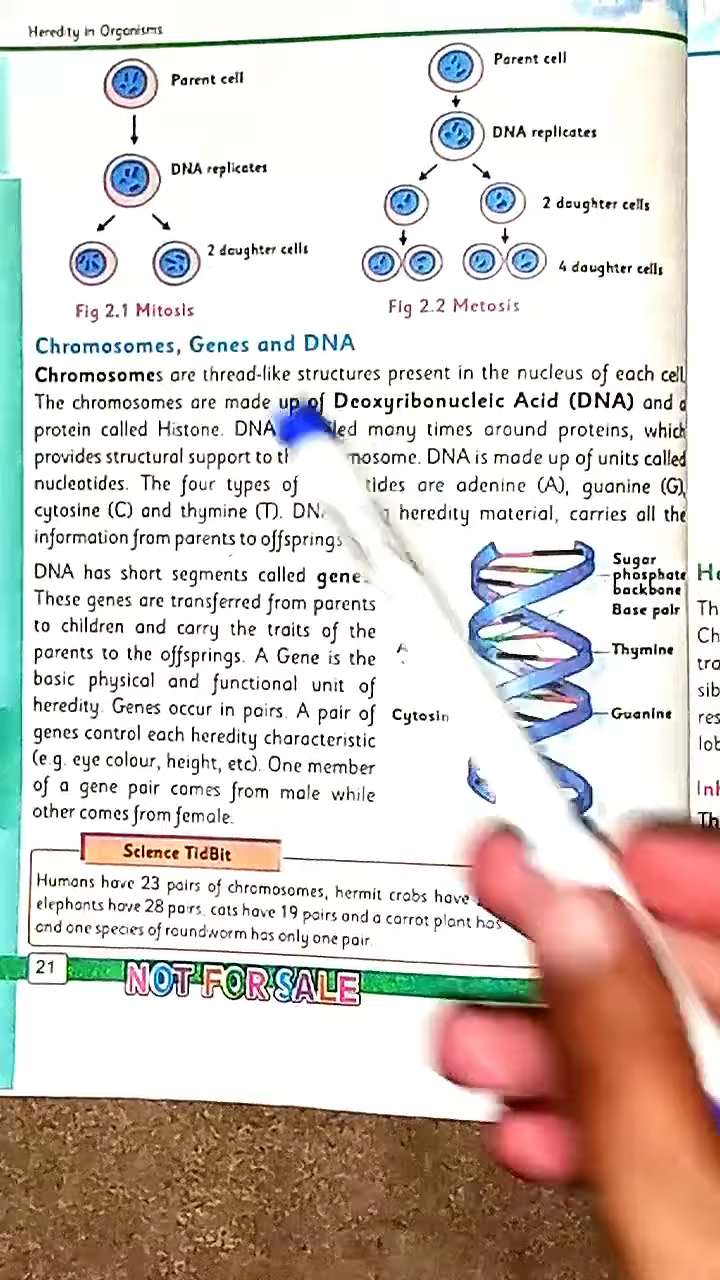 Heredity in Organisms
Parent cell
DNA replicates
2 daughter cells
Fig 2.1 Mitosis
Parent cell
DNA replicates
2 daughter cells
4 daughter cells
Fig 2.2 Meiosis
Chromosomes, Genes and DNA
Chromosomes are thread-like structures present in the nucleus of each cell.
The chromosomes are made up of Deoxyribonucleic Acid (DNA) and a
protein called Histone. DNA many times around proteins, which
provides structural support to DNA is made up of units called
nucleotides. The four types of are adenine (A), guanine (G),
cytosine (C) and thymine (T). heredity material, carries all the
information from parents to offsprings
DNA has short segments called
These genes are transferred from parents
to children and carry the traits of the
parents to the offsprings. A Gene is the
basic physical and functional unit of
heredity. Genes occur in pairs. A pair of
genes control each heredity characteristic
(e.g. eye colour, height, etc). One member
of a gene pair comes from male while
other comes from female.
Sugar
phosphate
backbone
Base pair
Thymine
Guanine
Science TidBit
Humans have 23 pairs of chromosomes, hermit crabs have
elephants have 28 pairs, cats have 19 pairs and a carrot plant has
and one species of roundworm has only one pair.
21
NOT FOR SALE